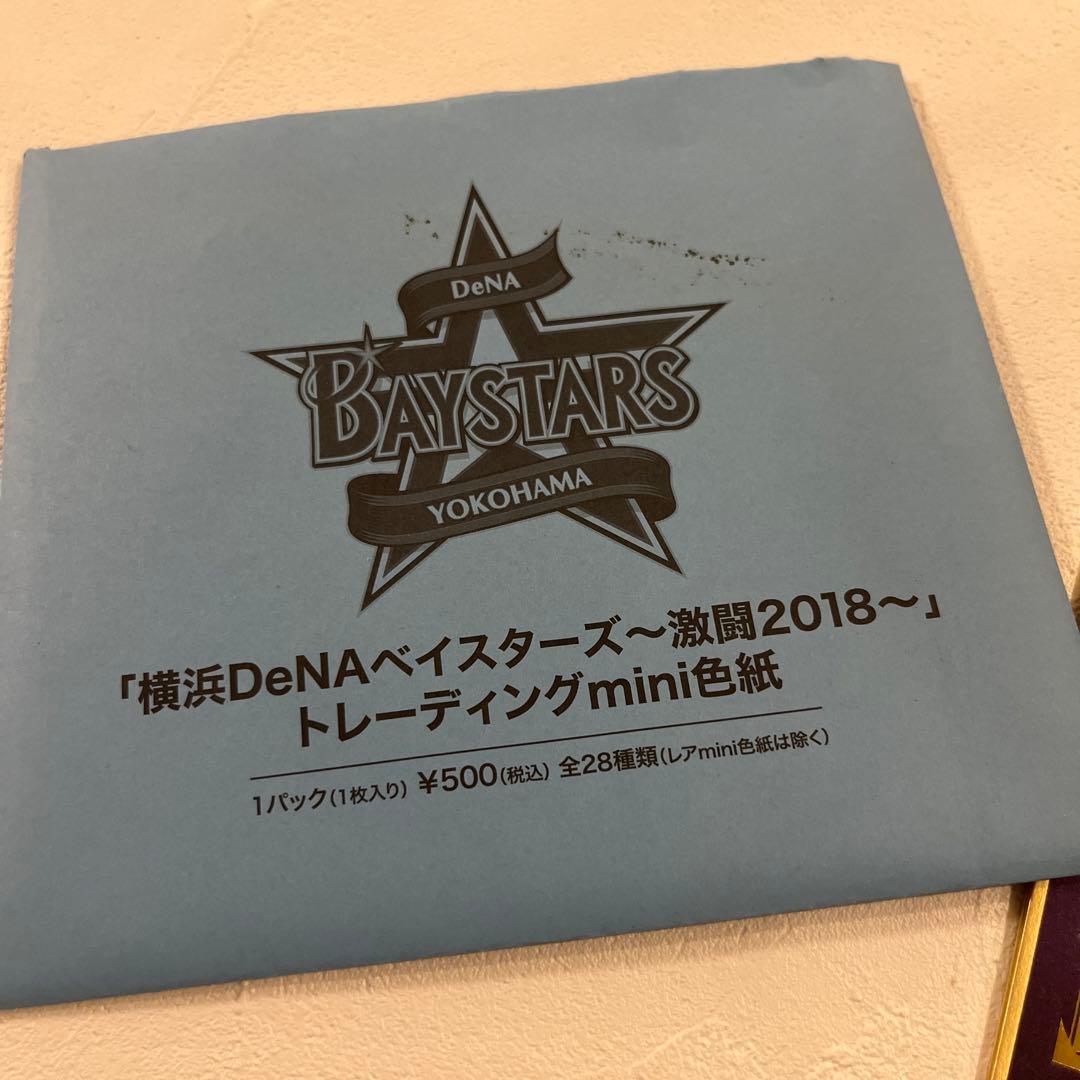 DeNA
BAYSTARS
YOKOHAMA
「横浜DeNAベイスターズ～激闘2018～」
トレーディングmini色紙
1パック(1枚入り) ¥500(税込) 全28種類(レアmini色紙は除く)